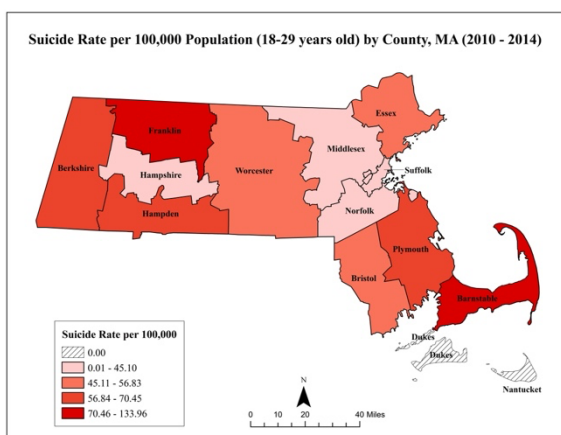 Suicide Rate per 100,000 Population (18-29 years old) by County, MA (2010 - 2014)
Essex
Franklin
Middlesex
Berkshire
Suffolk
Hampshire
Worcester
Norfolk
Hampden
Plymouth
Bristol
Barnstable
Dukes
Dukes
Nantucket
Suicide Rate per 100,000
0.00
0.01 - 45.10
45.11 - 56.83
56.84 - 70.45
70.46 - 133.96
N
0 10 20 40 Miles